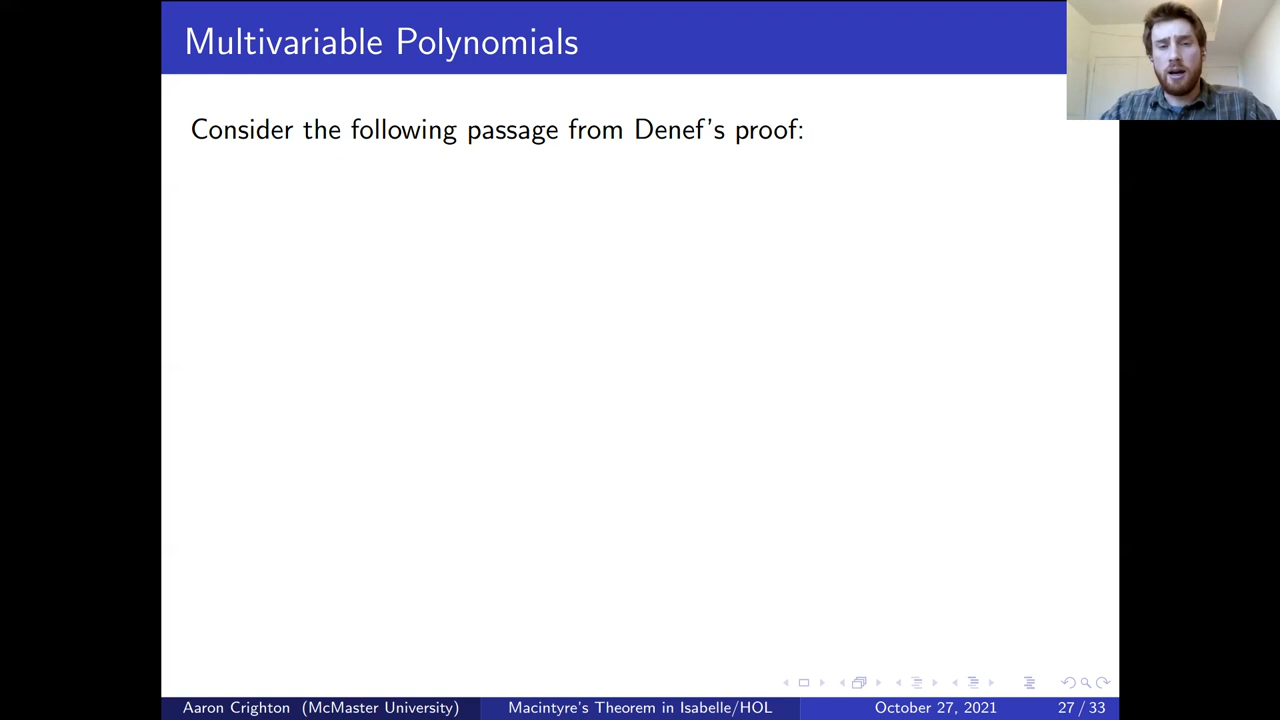 Multivariable Polynomials
Consider the following passage from Denef's proof:
Aaron Crighton (McMaster University) Macintyre's Theorem in Isabelle/HOL October 27, 2021 27 / 33